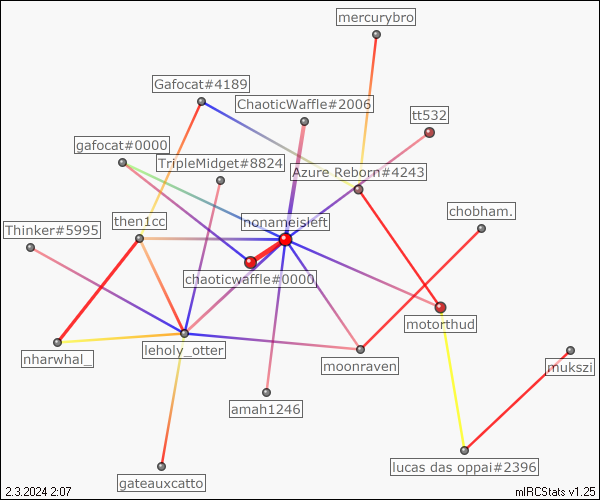 mercurybro
Gafocat#4189
ChaoticWaffle#2006
tt532
gafocat#0000
TripleMidget#8824
Azure Reborn#4243
chobham.
Thinker#5995
then1cc
nonameisleft
chaoticwaffle#0000
motorthud
nharwhal_
leholy_otter
moonraven
mukszi
amah1246
lucas das oppai#2396
gateauxcatto
2.3.2024 2:07
mIRCStats v1.25